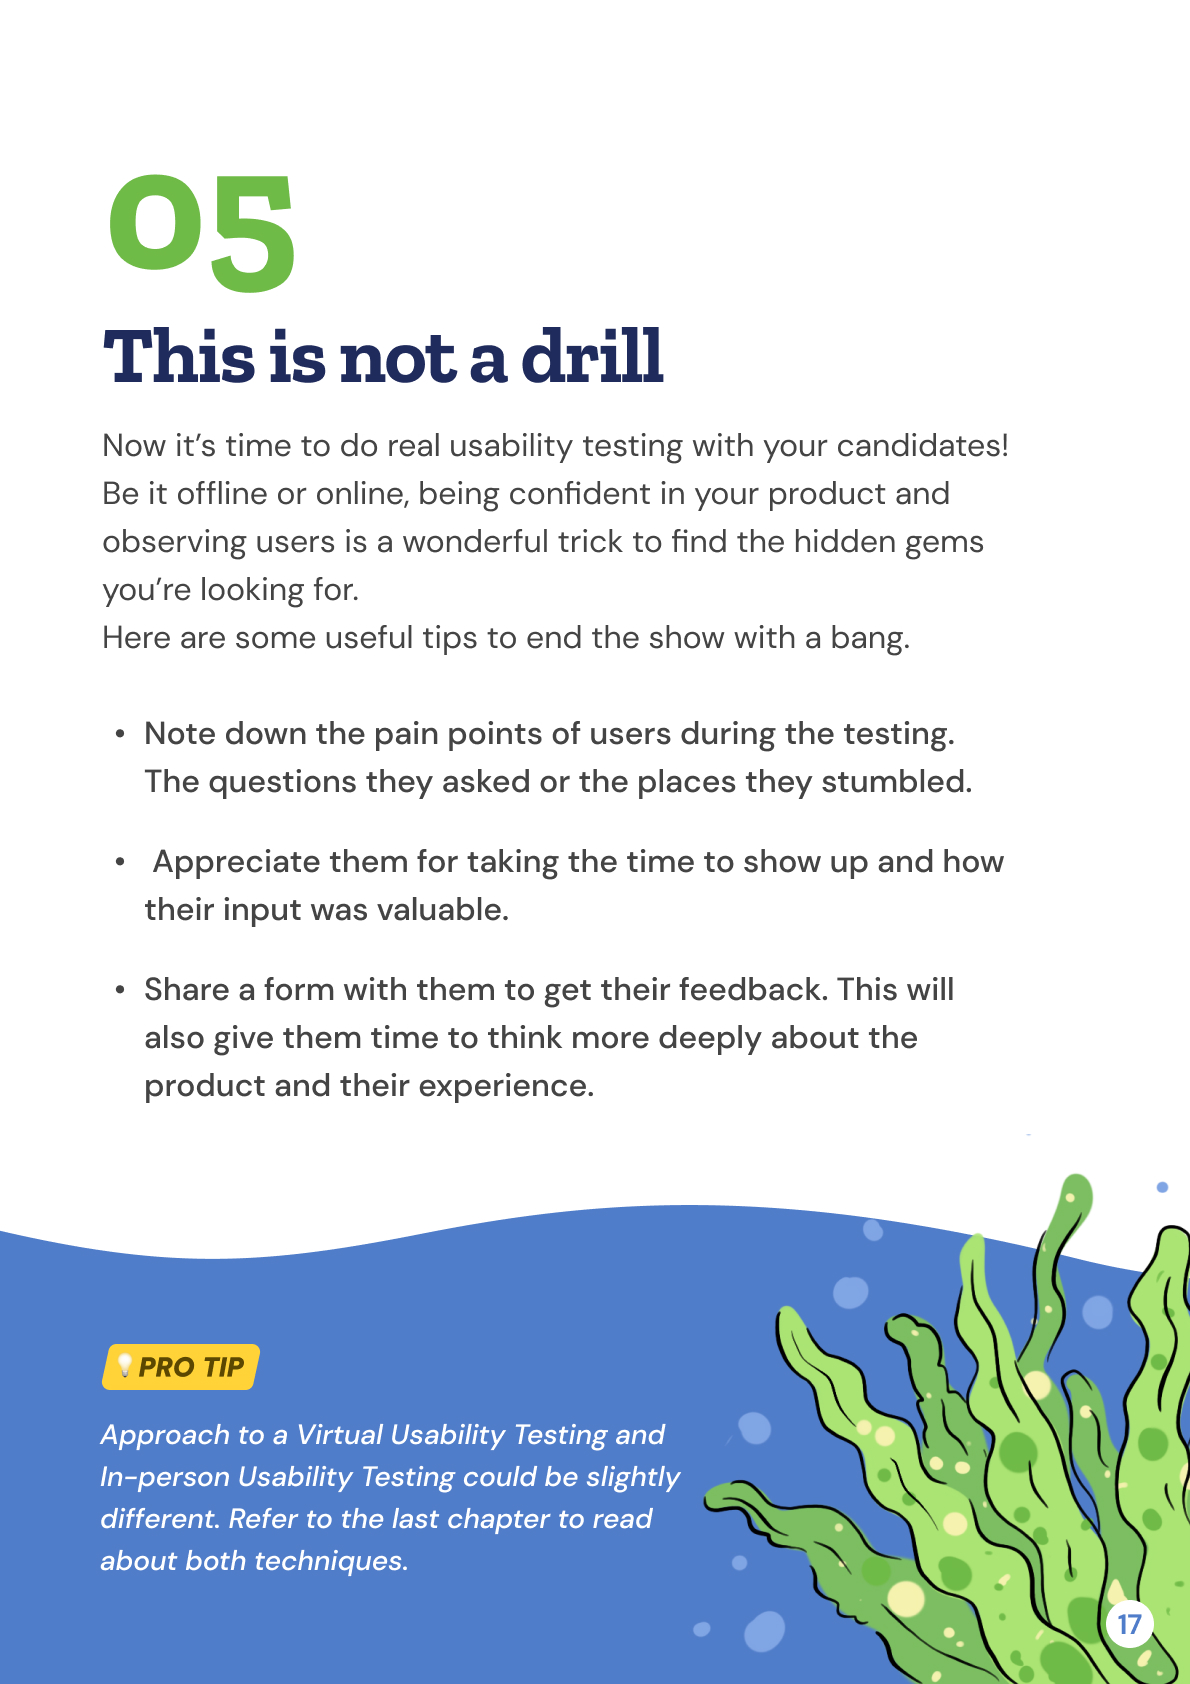 05
This is not a drill
Now it’s time to do real usability testing with your candidates!
Be it offline or online, being confident in your product and
observing users is a wonderful trick to find the hidden gems
you’re looking for.
Here are some useful tips to end the show with a bang.
• Note down the pain points of users during the testing.
The questions they asked or the places they stumbled.
• Appreciate them for taking the time to show up and how
their input was valuable.
• Share a form with them to get their feedback. This will
also give them time to think more deeply about the
product and their experience.
💡 PRO TIP
Approach to a Virtual Usability Testing and
In-person Usability Testing could be slightly
different. Refer to the last chapter to read
about both techniques.
17